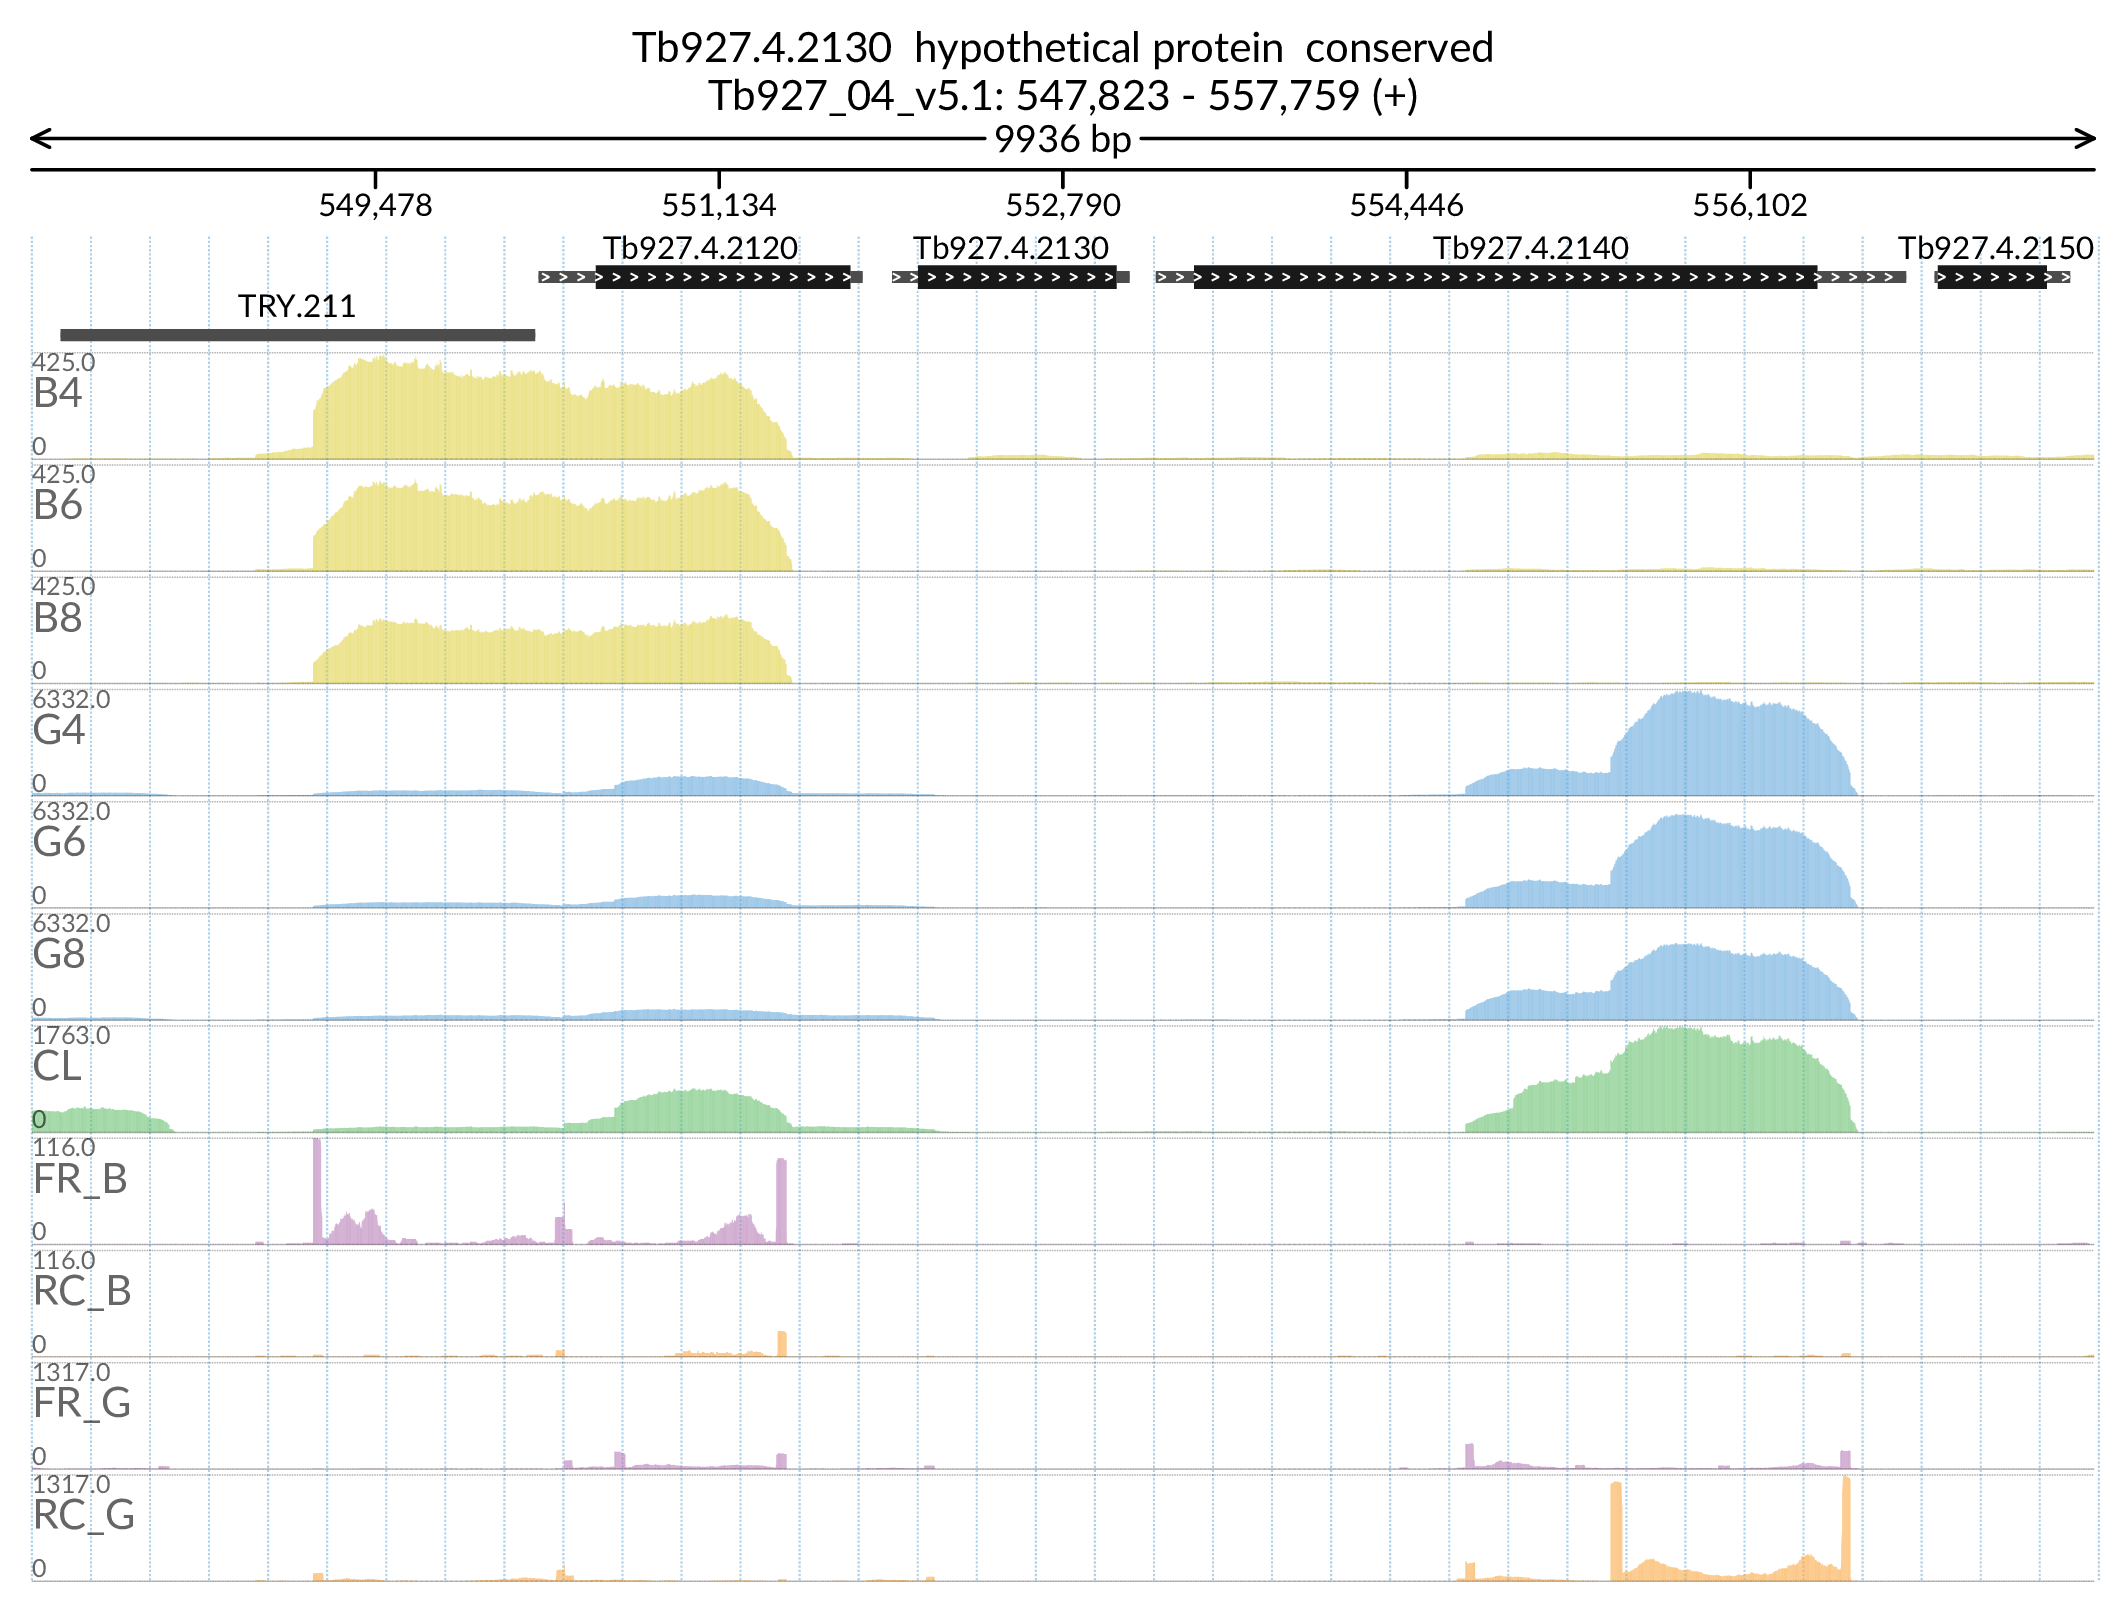 Tb927.4.2130  hypothetical protein  conserved
Tb927_04_v5.1: 547,823 - 557,759 (+)
9936 bp
549,478 551,134 552,790 554,446 556,102
Tb927.4.2120 Tb927.4.2130 Tb927.4.2140 Tb927.4.2150
TRY.211
425.0
B4
0
425.0
B6
0
425.0
B8
0
6332.0
G4
0
6332.0
G6
0
6332.0
G8
0
1763.0
CL
0
116.0
FR_B
0
116.0
RC_B
0
1317.0
FR_G
0
1317.0
RC_G
0